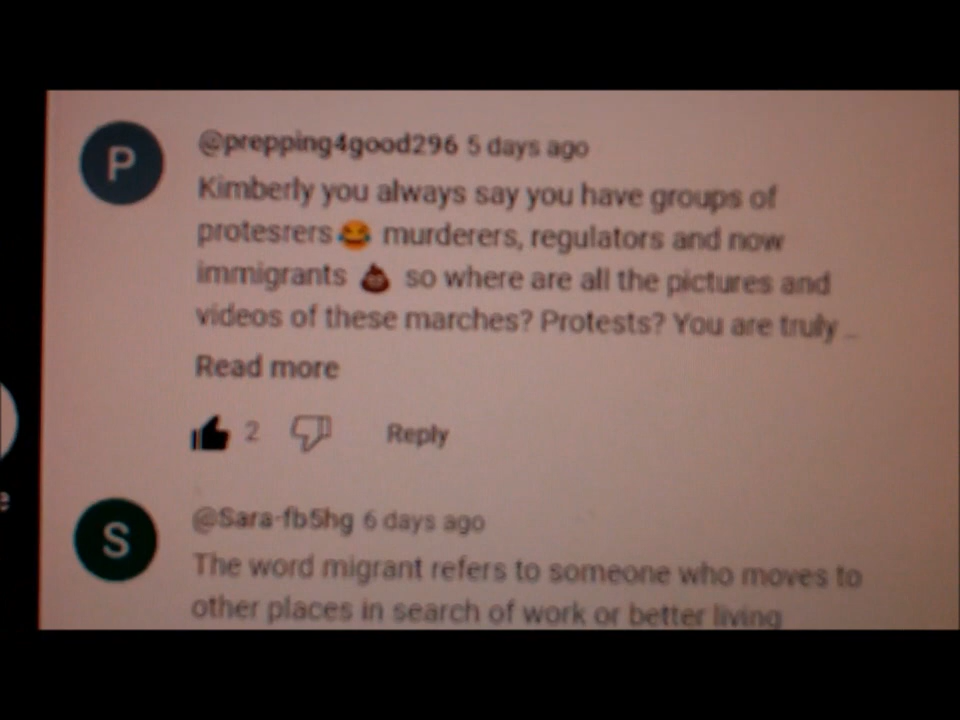 P
@prepping4good296 5 days ago
Kimberly you always say you have groups of
protesrers😂 murderers, regulators and now
immigrants 💩 so where are all the pictures and
videos of these marches? Protests? You are truly ..
Read more
2 Reply
e
S
@Sara-fb5hg 6 days ago
The word migrant refers to someone who moves to
other places in search of work or better living